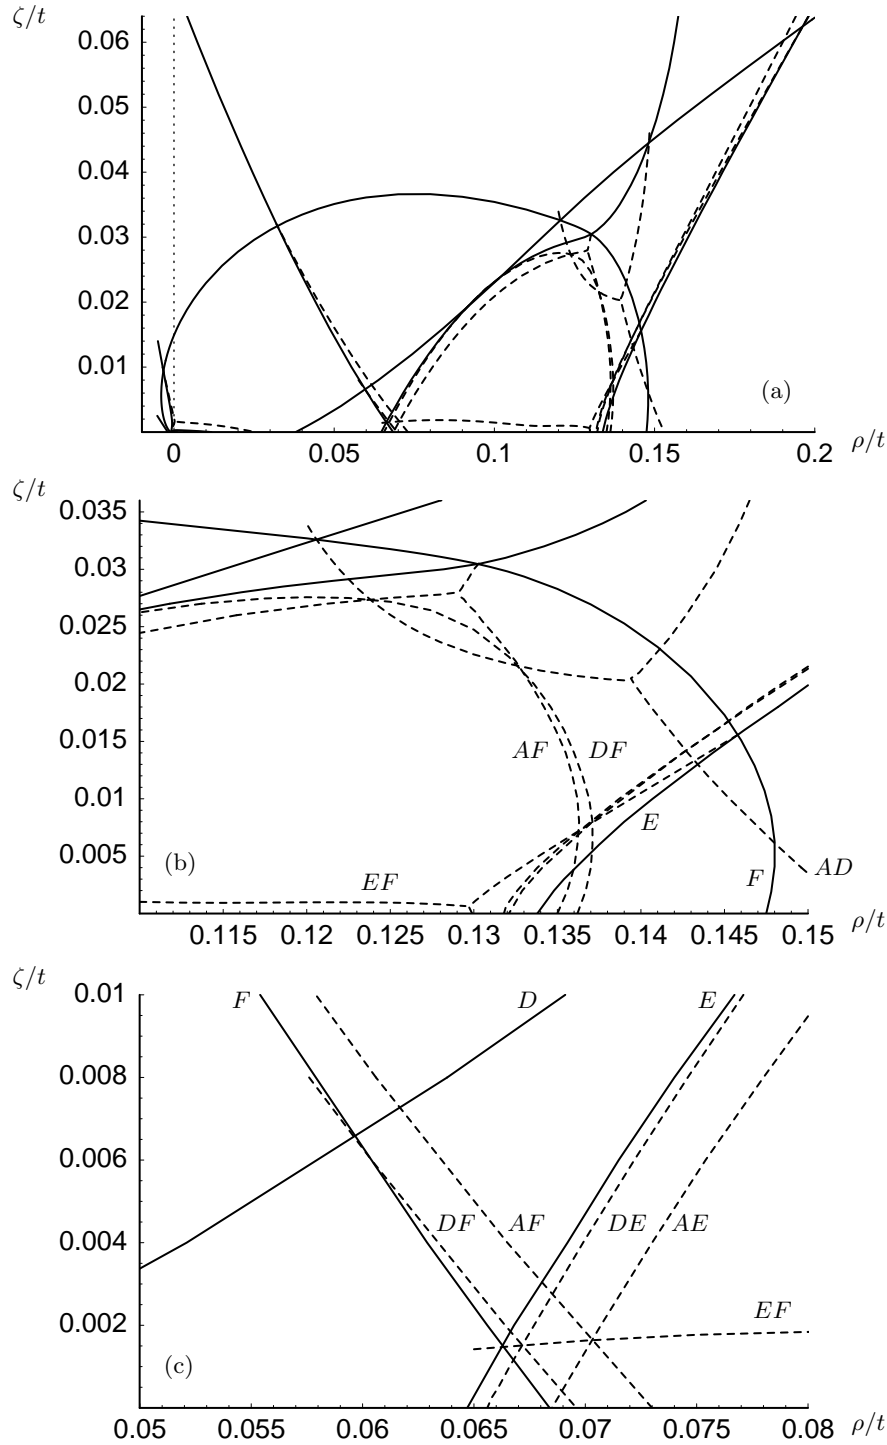 ζ/t
0.06
0.05
0.04
0.03
0.02
0.01
(a)
0 0.05 0.1 0.15 0.2 ρ/t
ζ/t
0.035
0.03
0.025
0.02
0.015
0.01
0.005
AF DF
E
(b)
EF
F AD
0.115 0.12 0.125 0.13 0.135 0.14 0.145 0.15 ρ/t
ζ/t
0.01
0.008
0.006
0.004
0.002
F D E
DF AF DE AE
EF
(c)
0.05 0.055 0.06 0.065 0.07 0.075 0.08 ρ/t